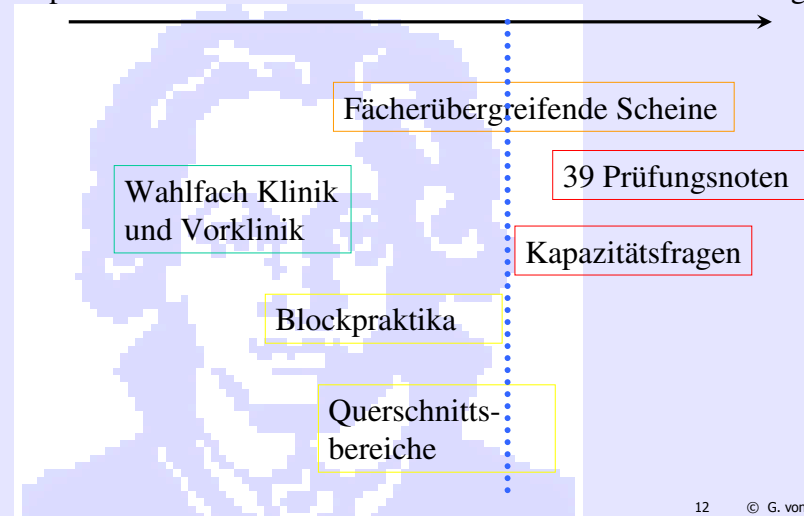 Fächerübergreifende Scheine
39 Prüfungsnoten
Wahlfach Klinik
und Vorklinik
Kapazitätsfragen
Blockpraktika
Querschnitts-
bereiche
12 © G. von